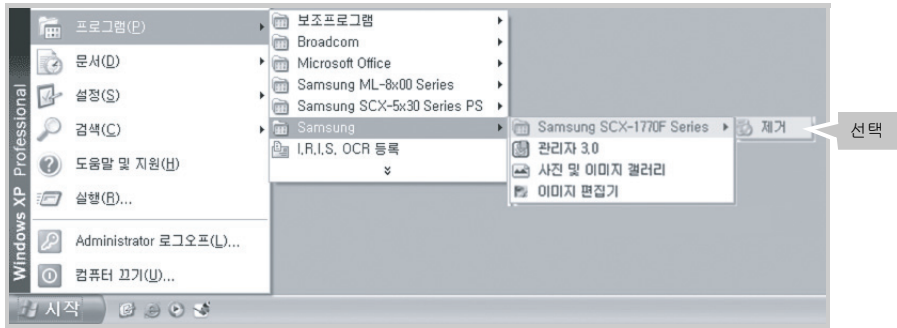 Windows XP Professional
프로그램(P)
문서(D)
설정(S)
검색(C)
도움말 및 지원(H)
실행(R)...
Administrator 로그오프(L)...
컴퓨터 끄기(U)...
시작
보조프로그램
Broadcom
Microsoft Office
Samsung ML-8x00 Series
Samsung SCX-5x30 Series PS
Samsung
I.R.I.S. OCR 등록
Samsung SCX-1770F Series
관리자 3.0
사진 및 이미지 갤러리
이미지 편집기
제거
선택